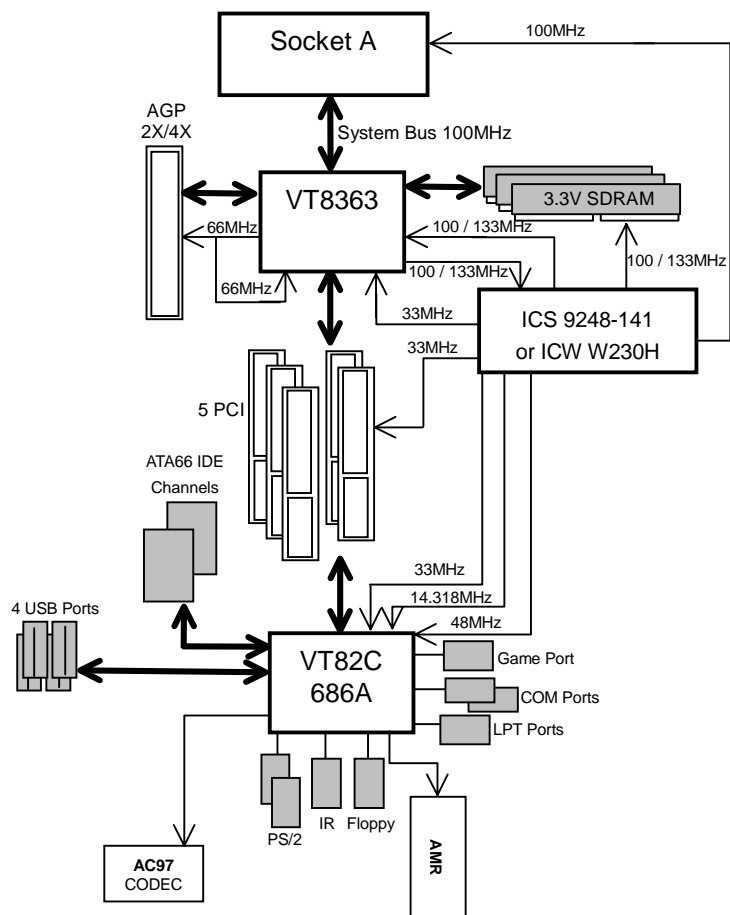 Socket A
100MHz
AGP
2X/4X
System Bus 100MHz
VT8363
3.3V SDRAM
66MHz
100 / 133MHz
100 / 133MHz
100 / 133MHz
66MHz
33MHz
ICS 9248-141
or ICW W230H
33MHz
5 PCI
ATA66 IDE
Channels
33MHz
14.318MHz
48MHz
4 USB Ports
VT82C
686A
Game Port
COM Ports
LPT Ports
PS/2
IR
Floppy
AC97
CODEC
AMR